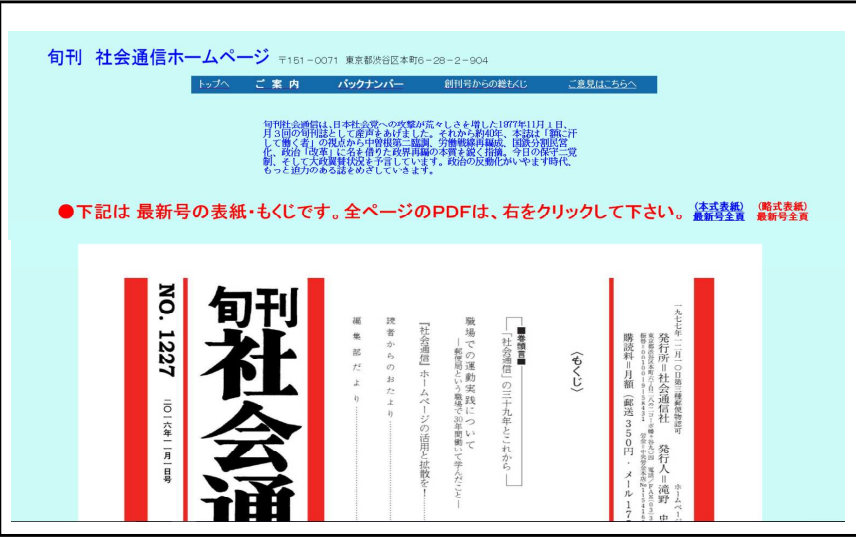 旬刊 社会通信ホームページ 〒151-0071 東京都渋谷区本町6-28-2-904
トップへ ご案内 バックナンバー 創刊号からの総もくじ ご意見はこちらへ
旬刊社会通信は、日本社会党への攻撃が荒々しさを増した1977年11月1日、
月3回の旬刊誌として産声をあげました。それから約40年、本誌は「額に汗
して働く者」の視点から中曽根第二臨調、労働戦線再編成、国鉄分割民営
化、政治「改革」に名を借りた政界再編の本質を鋭く指摘。今日の保守二党
制、そして大政翼賛状況を予言しています。政治の反動化がいやます時代、
もっと迫力のある誌をめざしていきます。
●下記は 最新号の表紙・もくじです。全ページのPDFは、右をクリックして下さい。
(本式表紙)
最新号全頁
(略式表紙)
最新号全頁
一九七七年一二月一〇日第三種郵便物認可 ホームページ
発行所=社会通信社 発行人=滝野
購読料=月額(郵送350円・メール17
〈もくじ〉
■巻頭言■
―「社会通信」の三十九年とこれから―
職場での運動実践について
―郵便局という職場で30年間働いて学んだこと―
『社会通信』ホームページの活用と拡散を!
読者からのおたより
編集部だより
旬刊
社会通
NO. 1227
二〇一六年一一月一日号